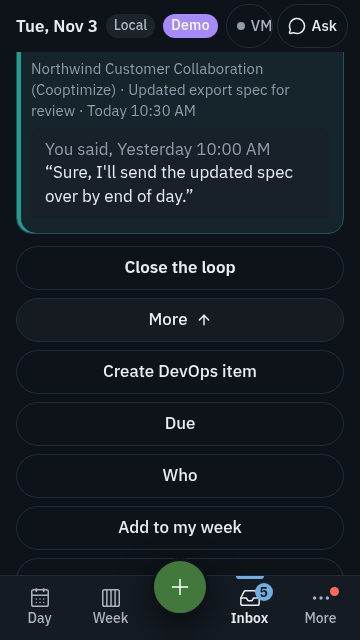 Tue, Nov 3
Local
Demo
VM
Ask
Northwind Customer Collaboration
(Cooptimize) · Updated export spec for
review · Today 10:30 AM
You said, Yesterday 10:00 AM
“Sure, I'll send the updated spec
over by end of day.”
Close the loop
More ↑
Create DevOps item
Due
Who
Add to my week
Day
Week
+
5
Inbox
More